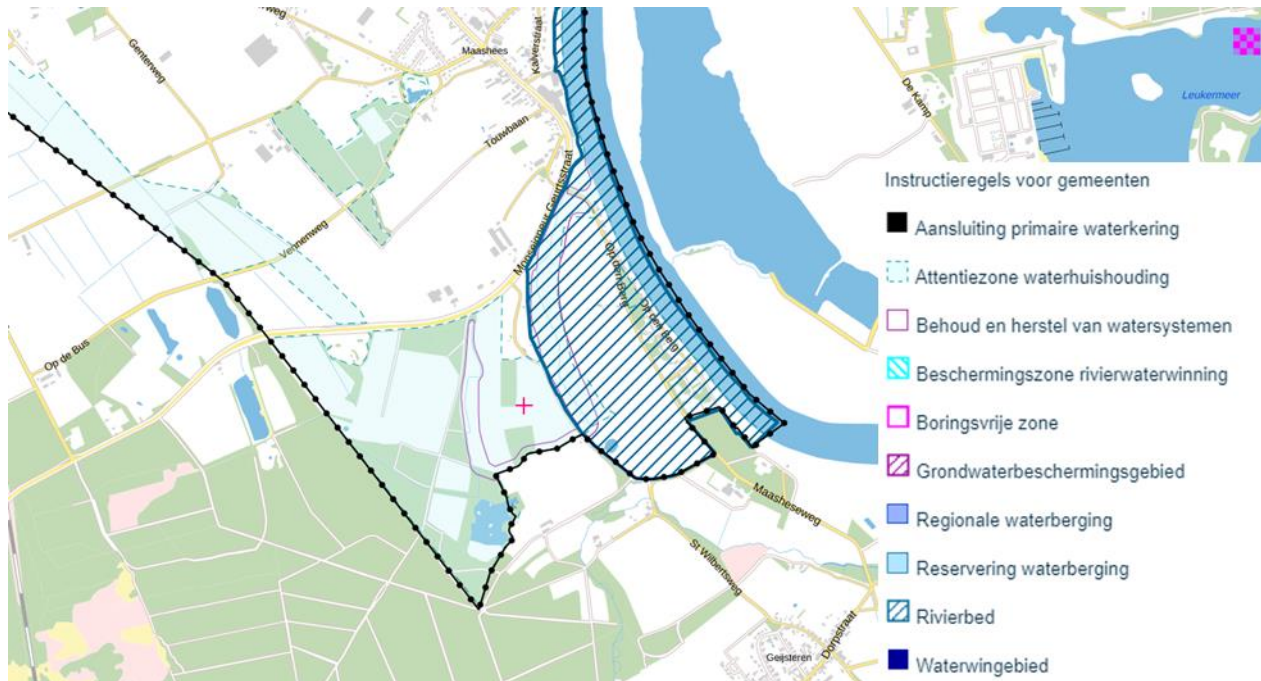 Genterweg
Maashees
Kalverstraat
De Kamp
Leukermeer
Touwbaan
Vennenweg
Monseigneur Geurtsstraat
Op den Berg
Op den Berg
Op de Bus
Maasheseweg
St Wilbertsweg
Dorpstraat
Geijsteren
Instructieregels voor gemeenten
Aansluiting primaire waterkering
Attentiezone waterhuishouding
Behoud en herstel van watersystemen
Beschermingszone rivierwaterwinning
Boringsvrije zone
Grondwaterbeschermingsgebied
Regionale waterberging
Reservering waterberging
Rivierbed
Waterwingebied